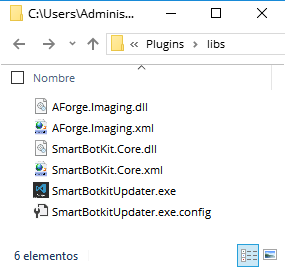 C:\Users\Adminis...
« Plugins › libs
Nombre
AForge.Imaging.dll
AForge.Imaging.xml
SmartBotKit.Core.dll
SmartBotKit.Core.xml
SmartBotkitUpdater.exe
SmartBotkitUpdater.exe.config
6 elementos